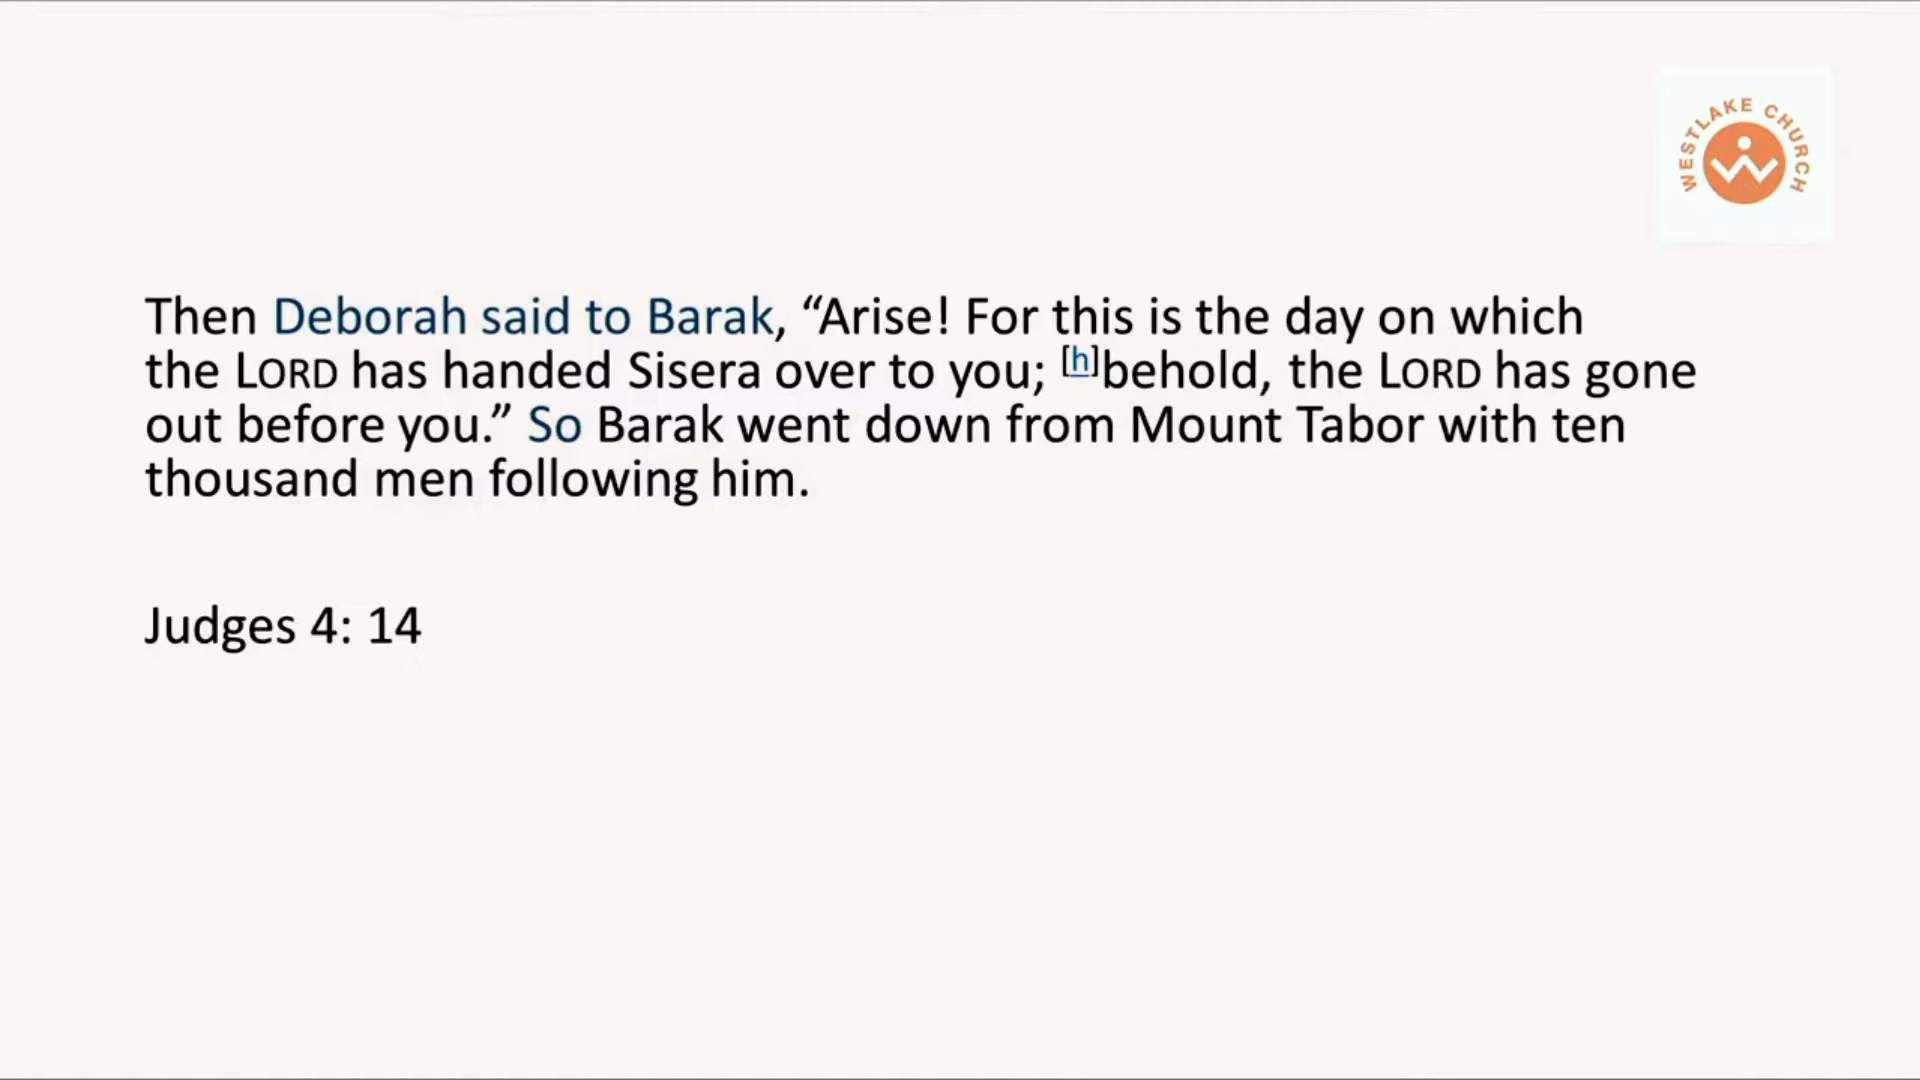 WESTLAKE CHURCH
Then Deborah said to Barak, “Arise! For this is the day on which
the LORD has handed Sisera over to you; [h]behold, the LORD has gone
out before you.” So Barak went down from Mount Tabor with ten
thousand men following him.
Judges 4: 14